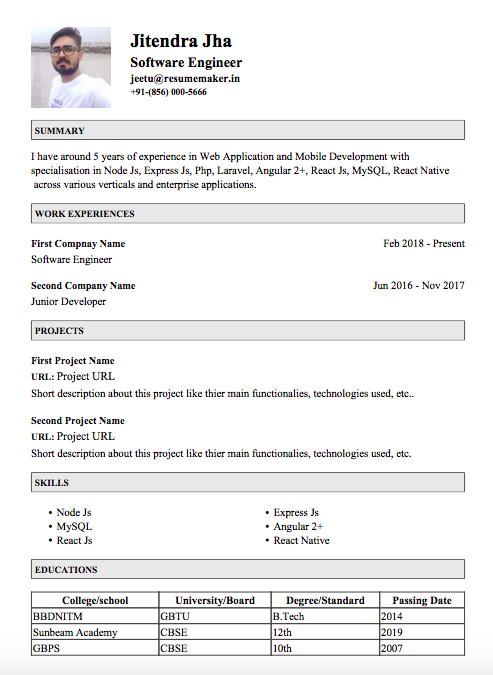 Jitendra Jha
Software Engineer
jeetu@resumemaker.in
+91-(856) 000-5666
SUMMARY
I have around 5 years of experience in Web Application and Mobile Development with
specialisation in Node Js, Express Js, Php, Laravel, Angular 2+, React Js, MySQL, React Native
across various verticals and enterprise applications.
WORK EXPERIENCES
First Compnay Name Feb 2018 - Present
Software Engineer
Second Company Name Jun 2016 - Nov 2017
Junior Developer
PROJECTS
First Project Name
URL: Project URL
Short description about this project like thier main functionalies, technologies used, etc..
Second Project Name
URL: Project URL
Short description about this project like thier main functionalies, technologies used, etc.
SKILLS
• Node Js • Express Js
• MySQL • Angular 2+
• React Js • React Native
EDUCATIONS
College/school University/Board Degree/Standard Passing Date
BBDNITM GBTU B.Tech 2014
Sunbeam Academy CBSE 12th 2019
GBPS CBSE 10th 2007